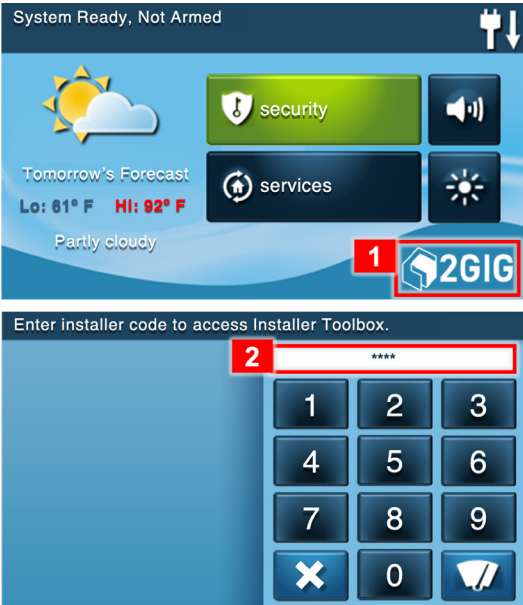 System Ready, Not Armed
security
services
Tomorrow's Forecast
Lo: 61° F HI: 92° F
Partly cloudy
1
2GIG
Enter installer code to access Installer Toolbox.
2
****
1 2 3
4 5 6
7 8 9
0